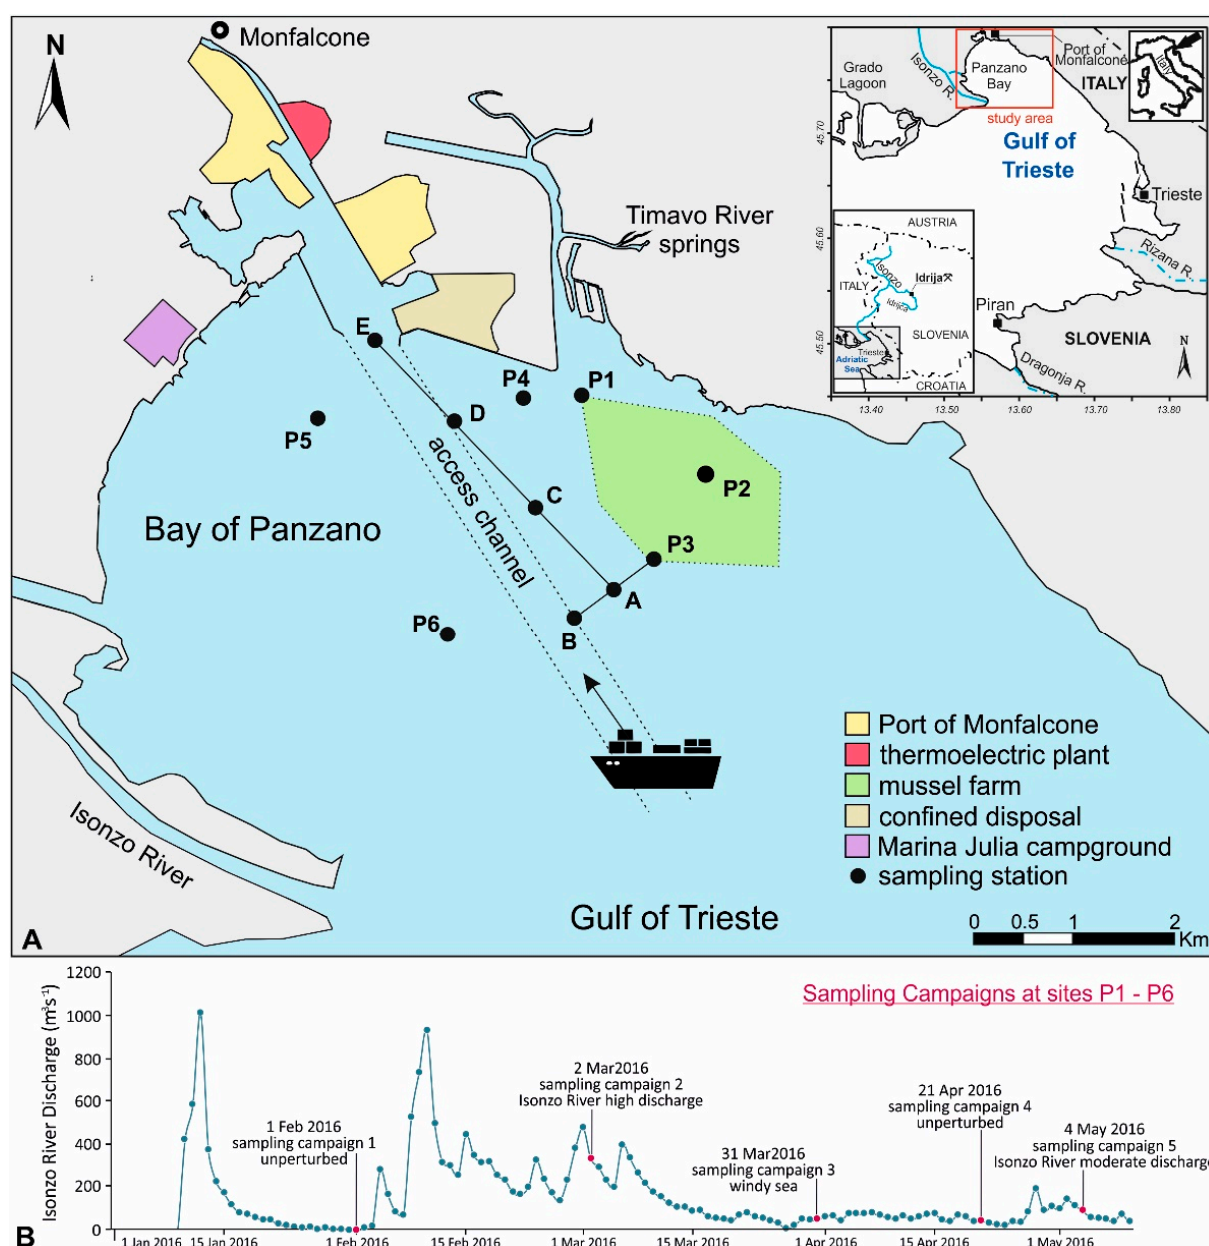 N
Monfalcone
Timavo River
springs
E
D
C
A
B
P1
P2
P3
P4
P5
P6
access channel
Bay of Panzano
Isonzo River
Gulf of Trieste
Port of Monfalcone
thermoelectric plant
mussel farm
confined disposal
Marina Julia campground
sampling station
0 0.5 1 2
Km
A
Grado
Lagoon
Isonzo R.
Panzano
Bay
Port of
Monfalcone
ITALY
Italy
study area
Gulf of
Trieste
Trieste
Rizana R.
Piran
SLOVENIA
Dragonja R.
N
45.70
45.60
45.50
13.40 13.50 13.60 13.70 13.80
AUSTRIA
Isonzo
Idrija
ITALY
Idrijca
SLOVENIA
Trieste
Adriatic
Sea
CROATIA
Sampling Campaigns at sites P1 - P6
Isonzo River Discharge (m³s⁻¹)
1200
1000
800
600
400
200
0
1 Feb 2016
sampling campaign 1
unperturbed
2 Mar2016
sampling campaign 2
Isonzo River high discharge
31 Mar2016
sampling campaign 3
windy sea
21 Apr 2016
sampling campaign 4
unperturbed
4 May 2016
sampling campaign 5
Isonzo River moderate discharge
1 Jan 2016 15 Jan 2016 1 Feb 2016 15 Feb 2016 1 Mar 2016 15 Mar 2016 1 Apr 2016 15 Apr 2016 1 May 2016
B